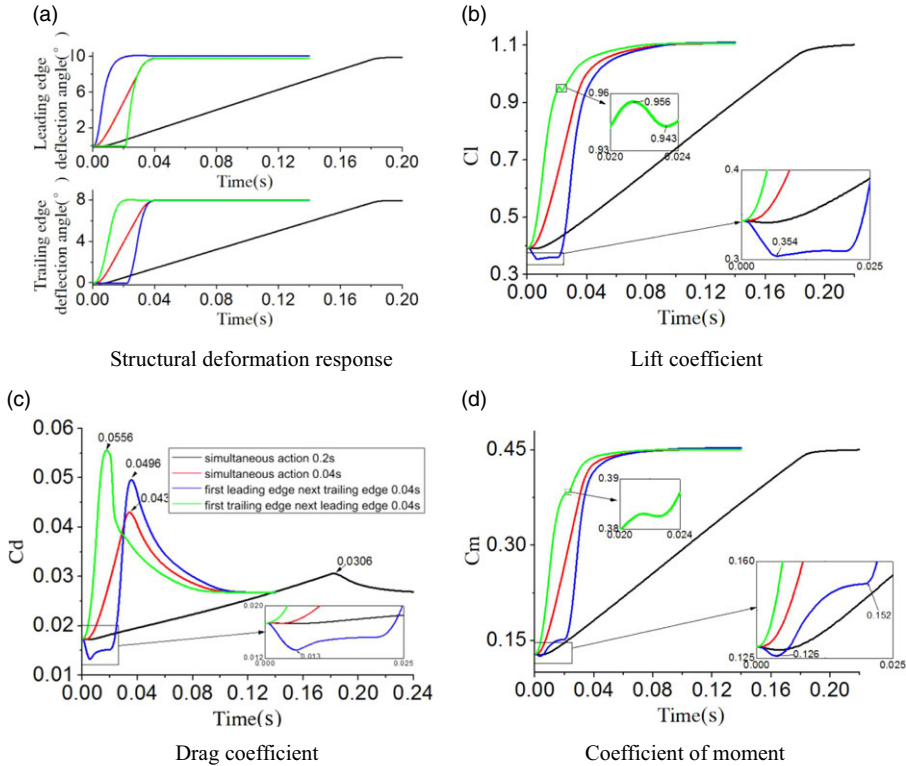 (a)
Leading edge
deflection angle(°)
10
8
4
0
0.00 0.04 0.08 0.12 0.16 0.20
Time(s)
Trailing edge
deflection angle(°)
8
4
0
0.00 0.04 0.08 0.12 0.16 0.20
Time(s)
Structural deformation response
(b)
Cl
1.1
0.9
0.7
0.5
0.3
0.96
0.93
0.956
0.943
0.020 0.024
0.4
0.3
0.354
0.000 0.025
0.00 0.04 0.08 0.12 0.16 0.20
Time(s)
Lift coefficient
(c)
Cd
0.06
0.05
0.04
0.03
0.02
0.01
0.0556
0.0496
0.043
0.0306
simultaneous action 0.2s
simultaneous action 0.04s
first leading edge next trailing edge 0.04s
first trailing edge next leading edge 0.04s
0.020
0.012
0.013
0.000 0.025
0.00 0.04 0.08 0.12 0.16 0.20 0.24
Time(s)
Drag coefficient
(d)
Cm
0.45
0.35
0.25
0.15
0.39
0.38
0.020 0.024
0.160
0.125
0.126
0.152
0.000 0.025
0.00 0.04 0.08 0.12 0.16 0.20
Time(s)
Coefficient of moment